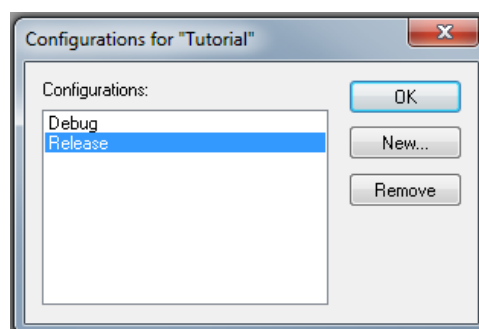 Configurations for "Tutorial"
Configurations:
Debug
Release
OK
New...
Remove